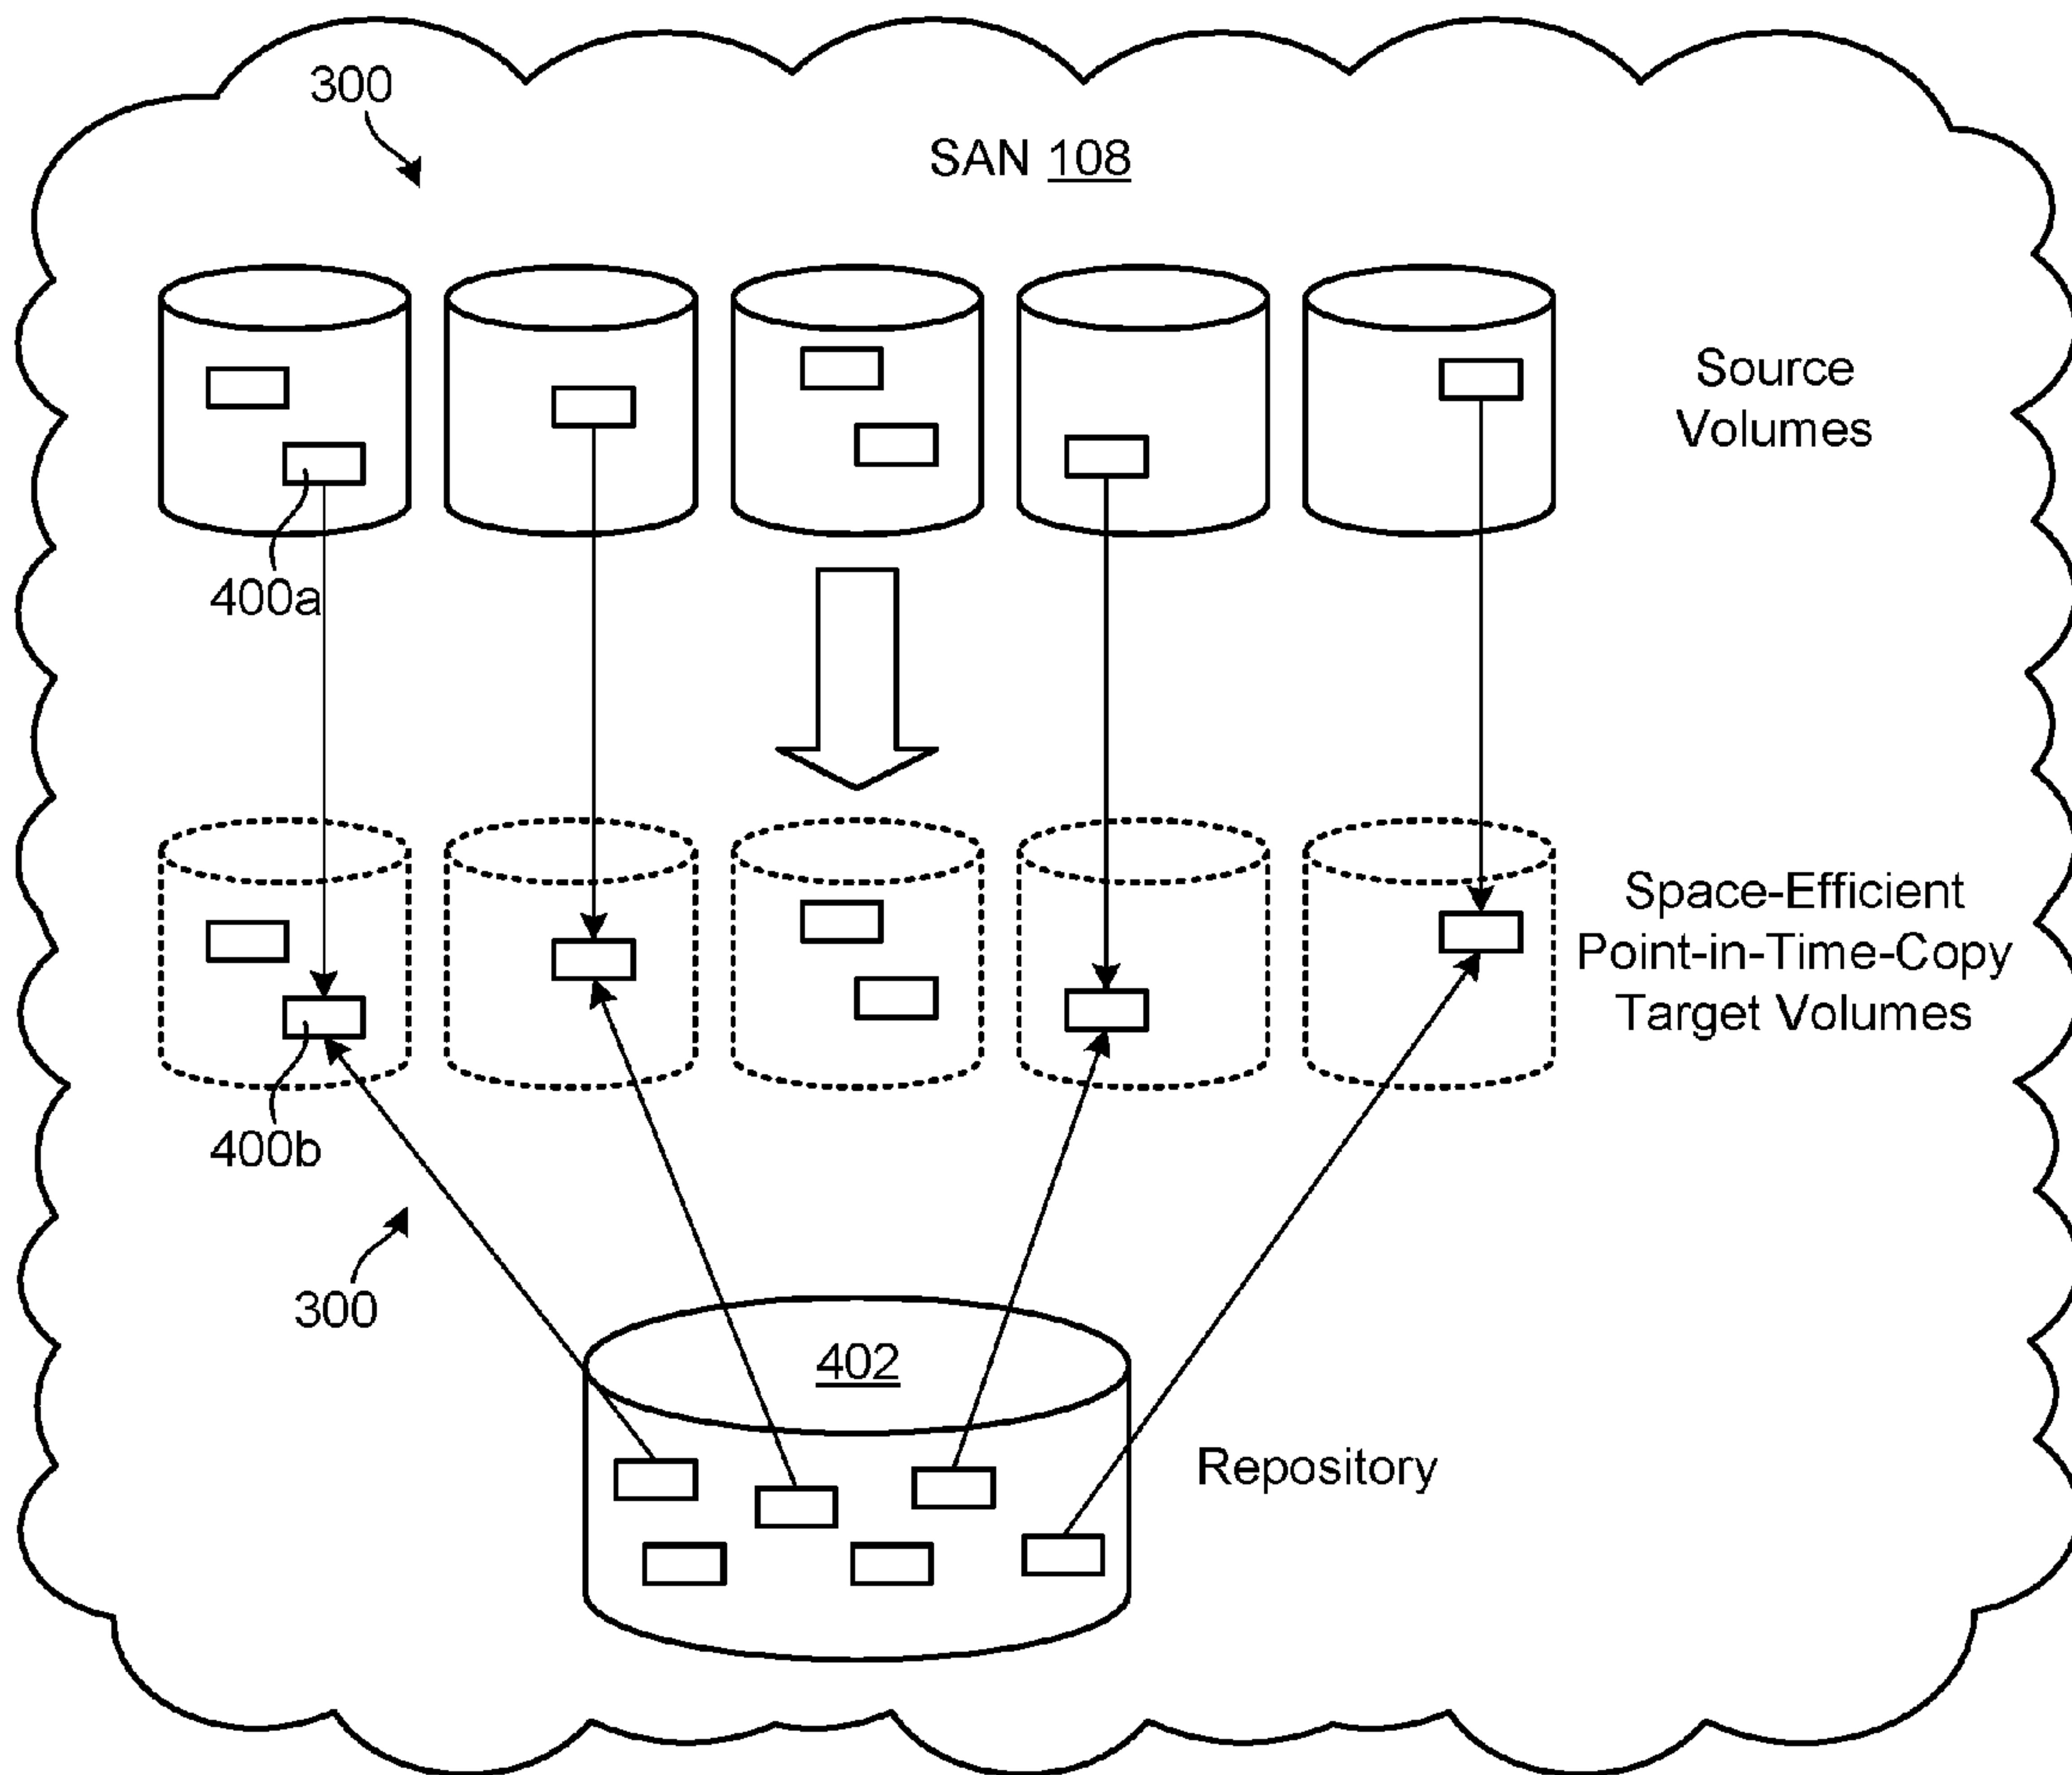 300
SAN 108
Source
Volumes
400a
Space-Efficient
Point-in-Time-Copy
Target Volumes
400b
300
402
Repository